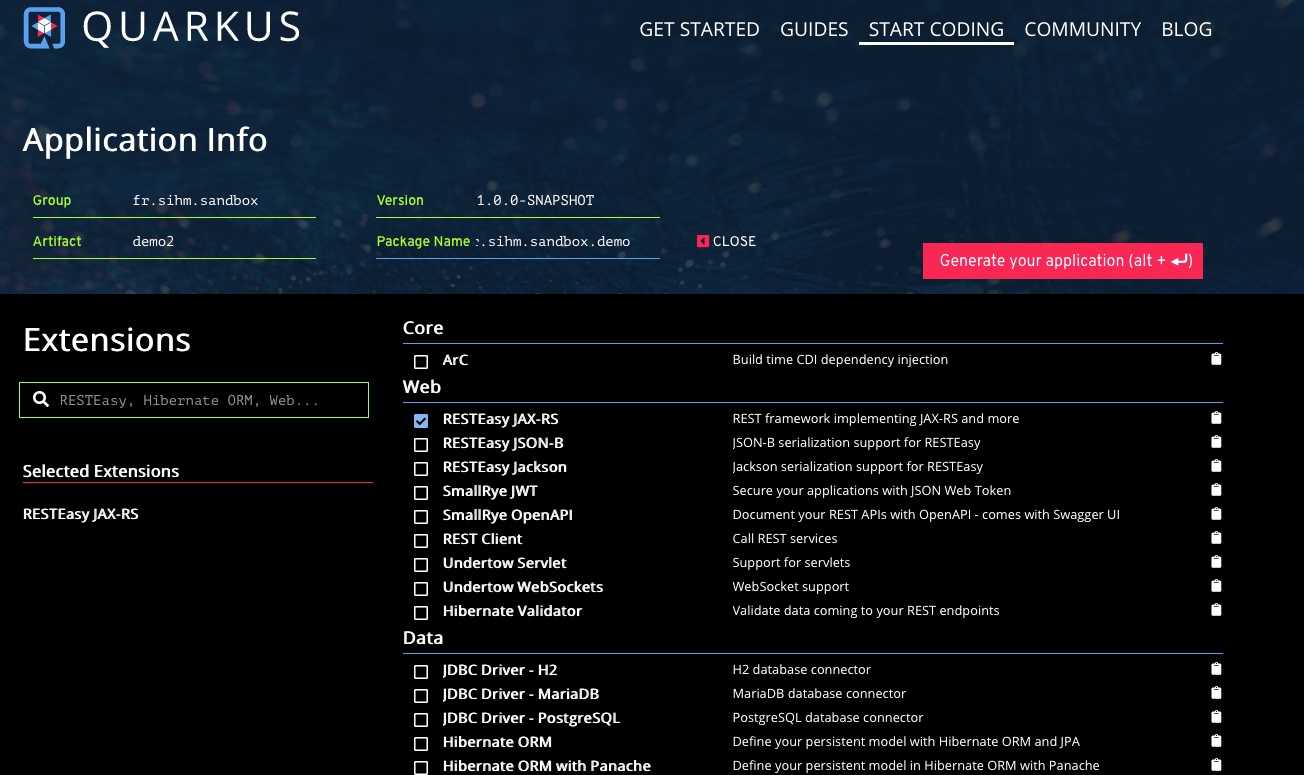 QUARKUS
GET STARTED GUIDES START CODING COMMUNITY BLOG
Application Info
Group fr.sihm.sandbox Version 1.0.0-SNAPSHOT
Artifact demo2 Package Name .sihm.sandbox.demo CLOSE
Generate your application (alt + ↵)
Extensions
RESTEasy, Hibernate ORM, Web...
Selected Extensions
RESTEasy JAX-RS
Core
ArC Build time CDI dependency injection
Web
RESTEasy JAX-RS REST framework implementing JAX-RS and more
RESTEasy JSON-B JSON-B serialization support for RESTEasy
RESTEasy Jackson Jackson serialization support for RESTEasy
SmallRye JWT Secure your applications with JSON Web Token
SmallRye OpenAPI Document your REST APIs with OpenAPI - comes with Swagger UI
REST Client Call REST services
Undertow Servlet Support for servlets
Undertow WebSockets WebSocket support
Hibernate Validator Validate data coming to your REST endpoints
Data
JDBC Driver - H2 H2 database connector
JDBC Driver - MariaDB MariaDB database connector
JDBC Driver - PostgreSQL PostgreSQL database connector
Hibernate ORM Define your persistent model with Hibernate ORM and JPA
Hibernate ORM with Panache Define your persistent model in Hibernate ORM with Panache